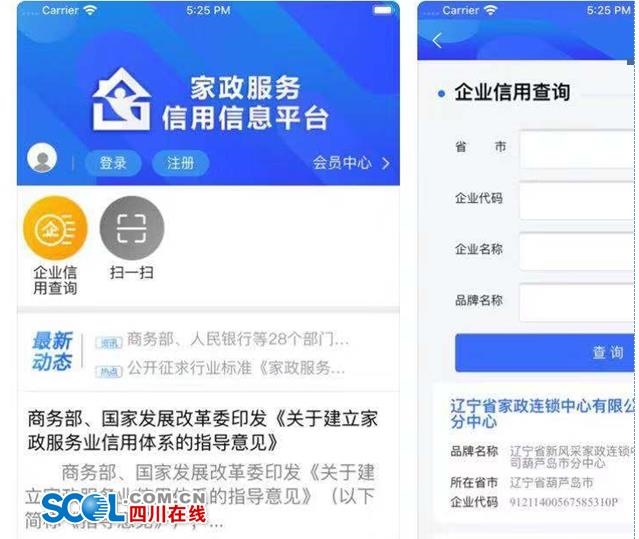 Carrier
5:25 PM
家政服务
信用信息平台
登录
注册
会员中心
企业信
用查询
扫一扫
最新
动态
资讯
商务部、人民银行等28个部门...
热点
公开征求行业标准《家政服务...
商务部、国家发展改革委印发《关于建立家
政服务业信用体系的指导意见》
商务部、国家发展改革委印发《关于建
立家政服务业信用体系的指导意见》（以下
简称《指导意见》），...
SCOL.COM.CN
四川在线
Carrier
5:25 PM
企业信用查询
省 市
企业代码
企业名称
品牌名称
查 询
辽宁省家政连锁中心有限公
分中心
品牌名称 辽宁省新风采家政连锁中
司葫芦岛市分中心
所在省市 辽宁省葫芦岛市
企业代码 91211400567585310P